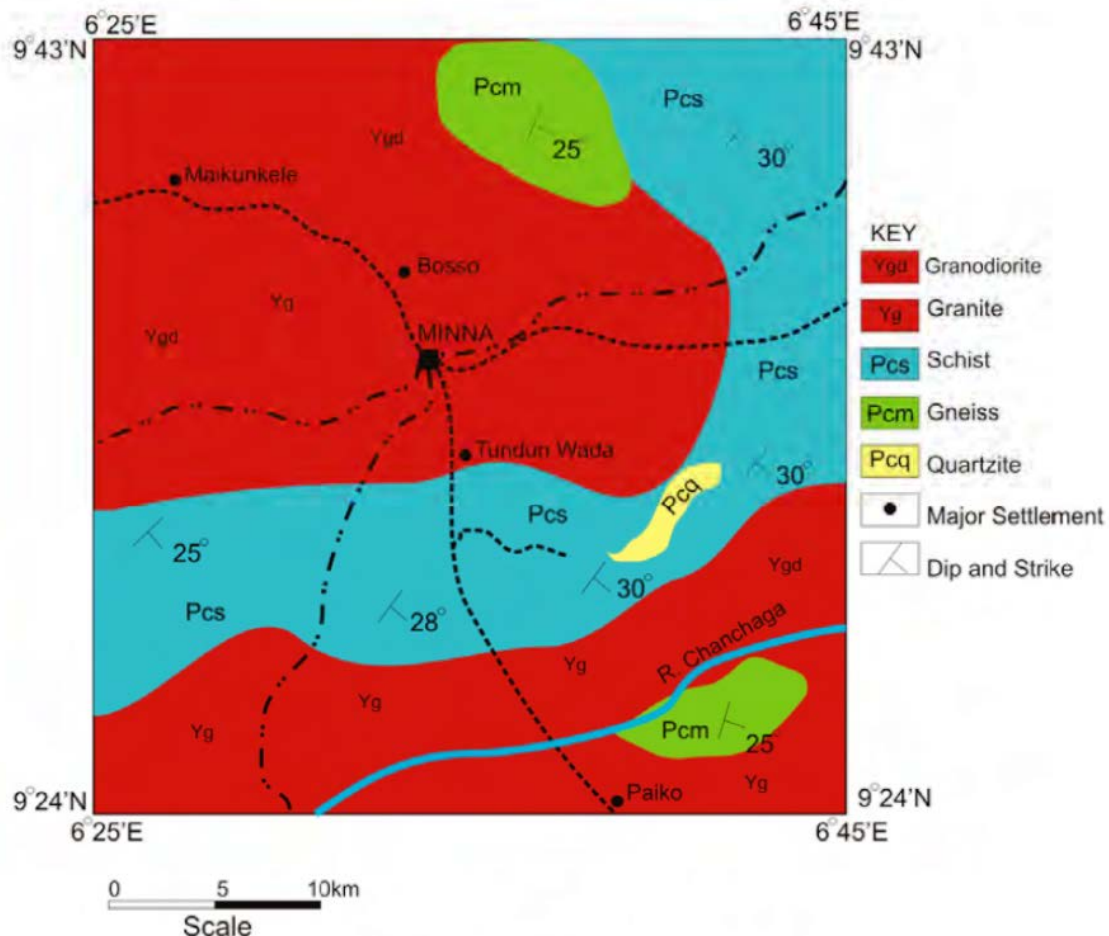 6°25'E
6°45'E
9°43'N
9°43'N
Pcm
Pcs
Ygd
25
30°
Maikunkele
KEY
Bosso
Ygd Granodiorite
Yg
Yg Granite
Ygd
MINNA
Pcs Schist
Pcs
Pcm Gneiss
Tundun Wada
30°
Pcq Quartzite
Pcq
Pcs
Major Settlement
25°
Ygd
Dip and Strike
30°
Pcs
28°
R. Chanchaga
Yg
Yg
Yg
Pcm
25
Yg
Paiko
9°24'N
9°24'N
6°25'E
6°45'E
0 5 10km
Scale